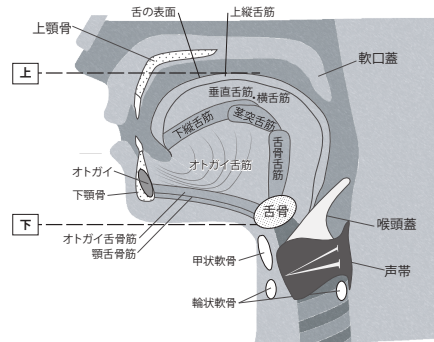 舌の表面
上縦舌筋
上顎骨
軟口蓋
上
垂直舌筋・横舌筋
茎突舌筋
下縦舌筋
舌骨舌筋
オトガイ舌筋
オトガイ
下顎骨
舌骨
下
喉頭蓋
オトガイ舌骨筋
顎舌骨筋
甲状軟骨
声帯
輪状軟骨